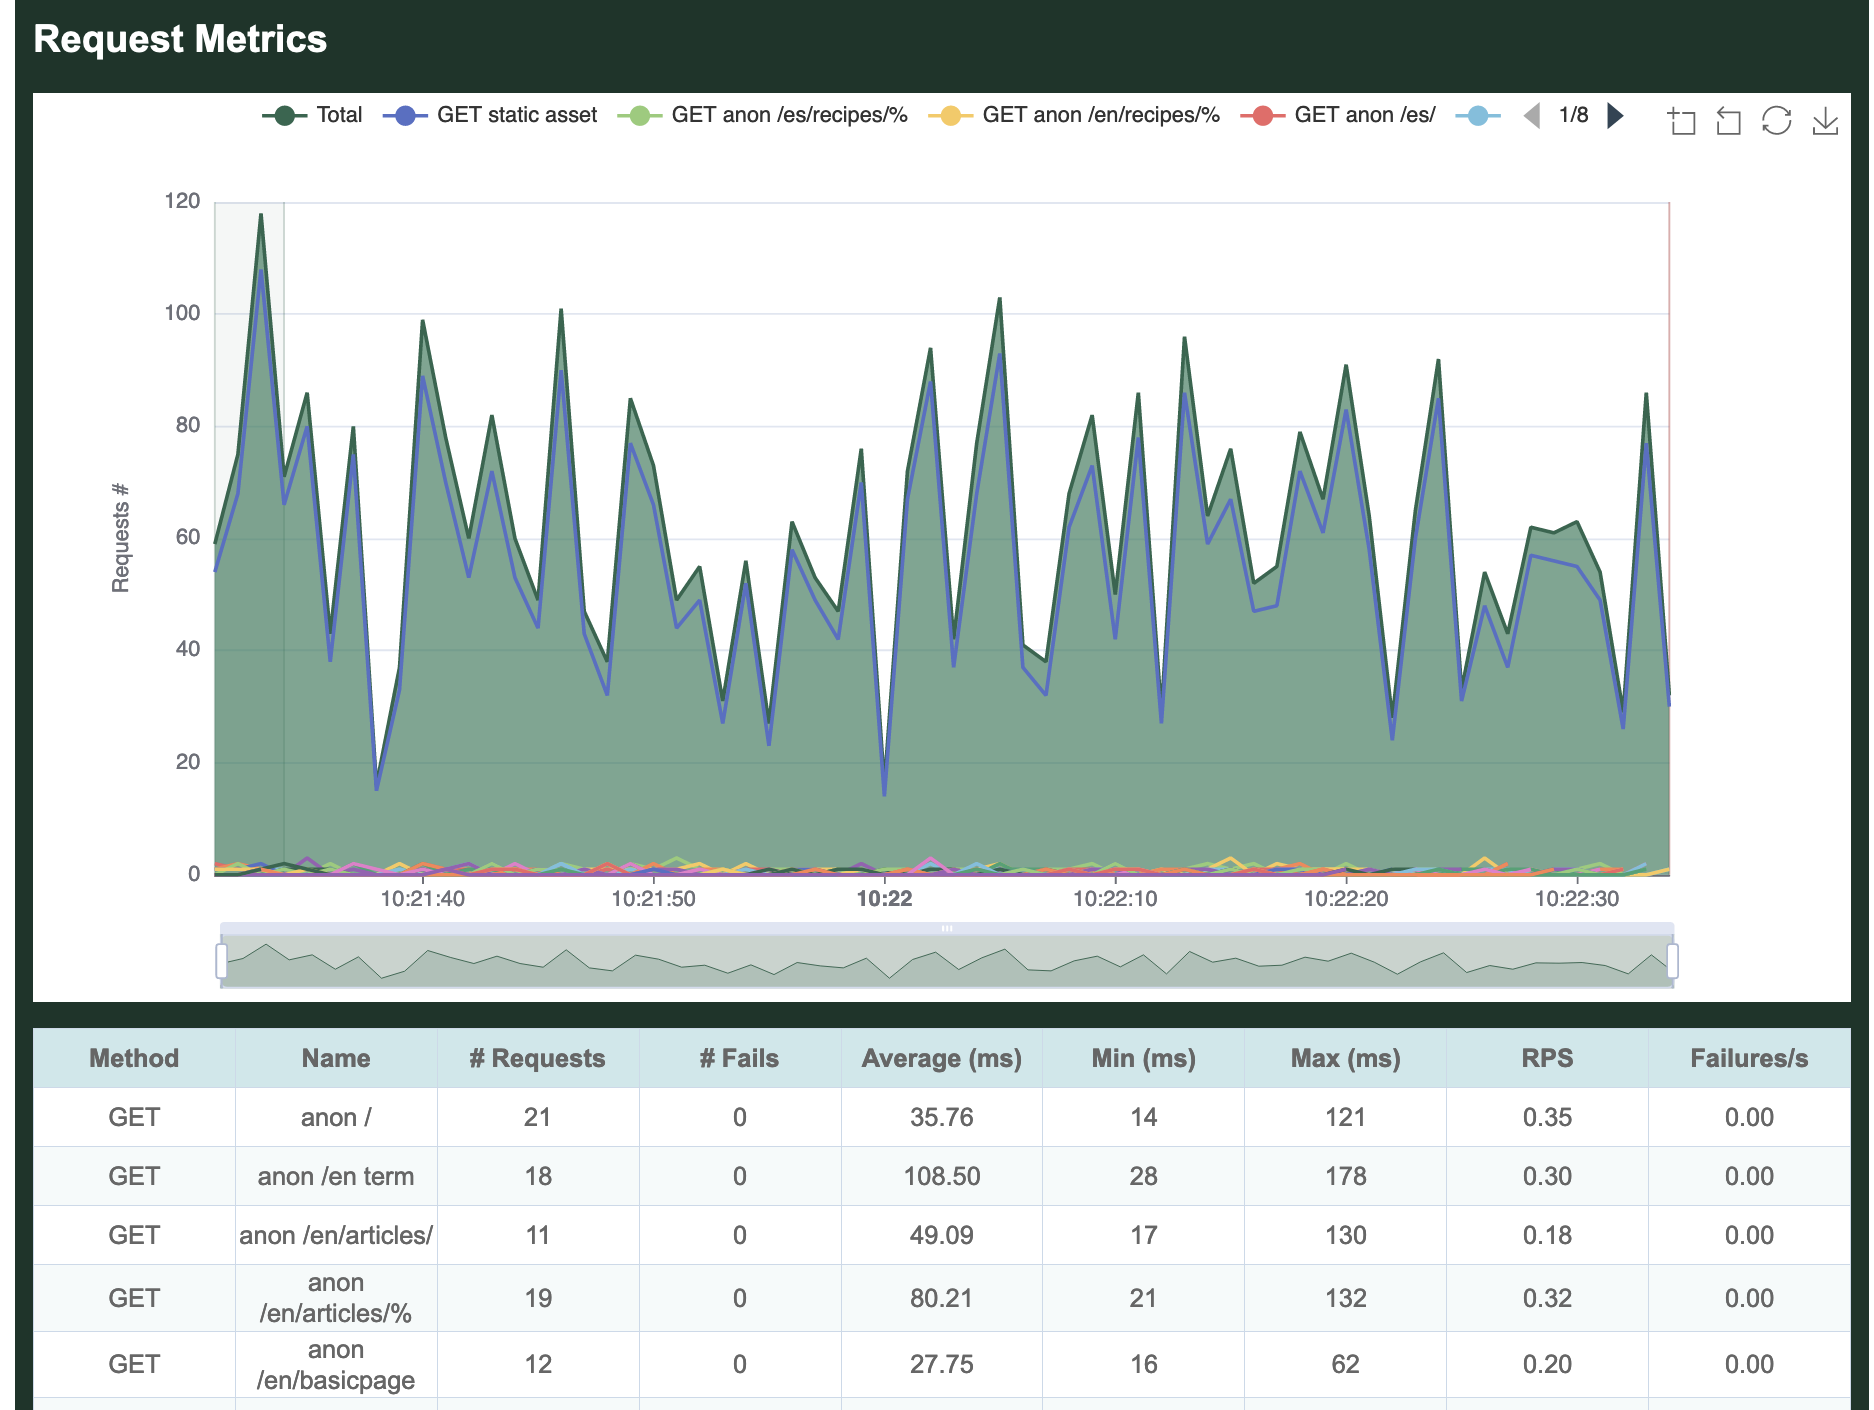 Request Metrics
Total GET static asset GET anon /es/recipes/% GET anon /en/recipes/% GET anon /es/ 1/8
120
100
80
60
40
20
0
Requests #
10:21:40 10:21:50 10:22 10:22:10 10:22:20 10:22:30
Method Name # Requests # Fails Average (ms) Min (ms) Max (ms) RPS Failures/s
GET anon / 21 0 35.76 14 121 0.35 0.00
GET anon /en term 18 0 108.50 28 178 0.30 0.00
GET anon /en/articles/ 11 0 49.09 17 130 0.18 0.00
GET anon /en/articles/% 19 0 80.21 21 132 0.32 0.00
GET anon /en/basicpage 12 0 27.75 16 62 0.20 0.00